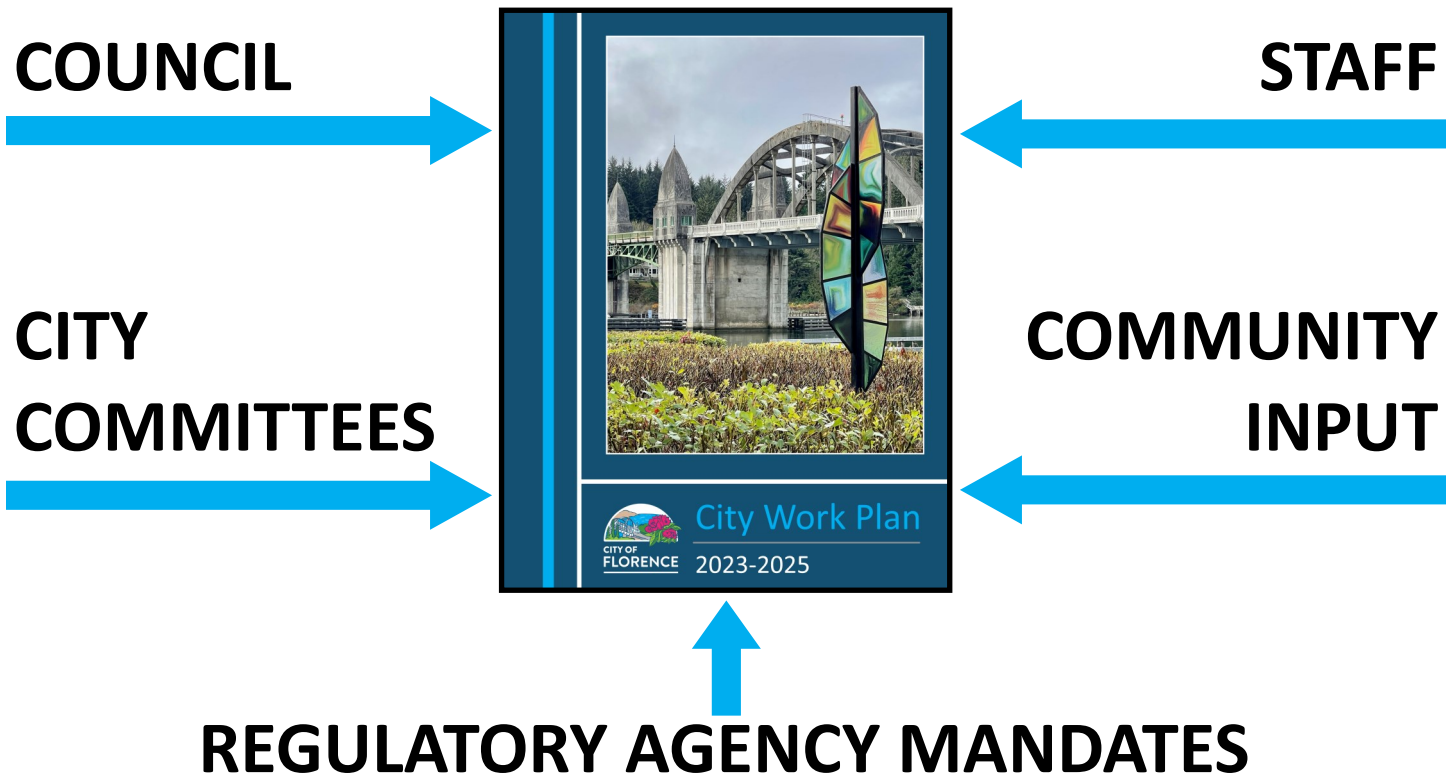 COUNCIL
STAFF
CITY
COMMITTEES
COMMUNITY
INPUT
City Work Plan
2023-2025
CITY OF
FLORENCE
REGULATORY AGENCY MANDATES